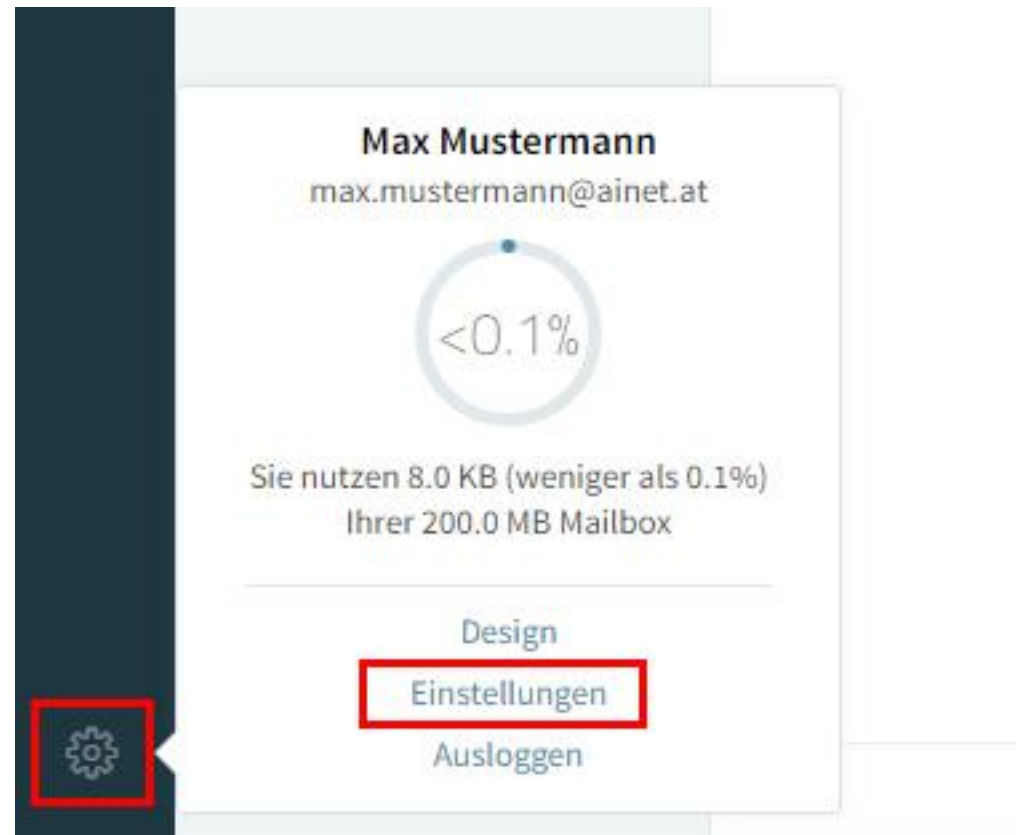 Max Mustermann
max.mustermann@ainet.at
<0.1%
Sie nutzen 8.0 KB (weniger als 0.1%)
Ihrer 200.0 MB Mailbox
Design
Einstellungen
Ausloggen